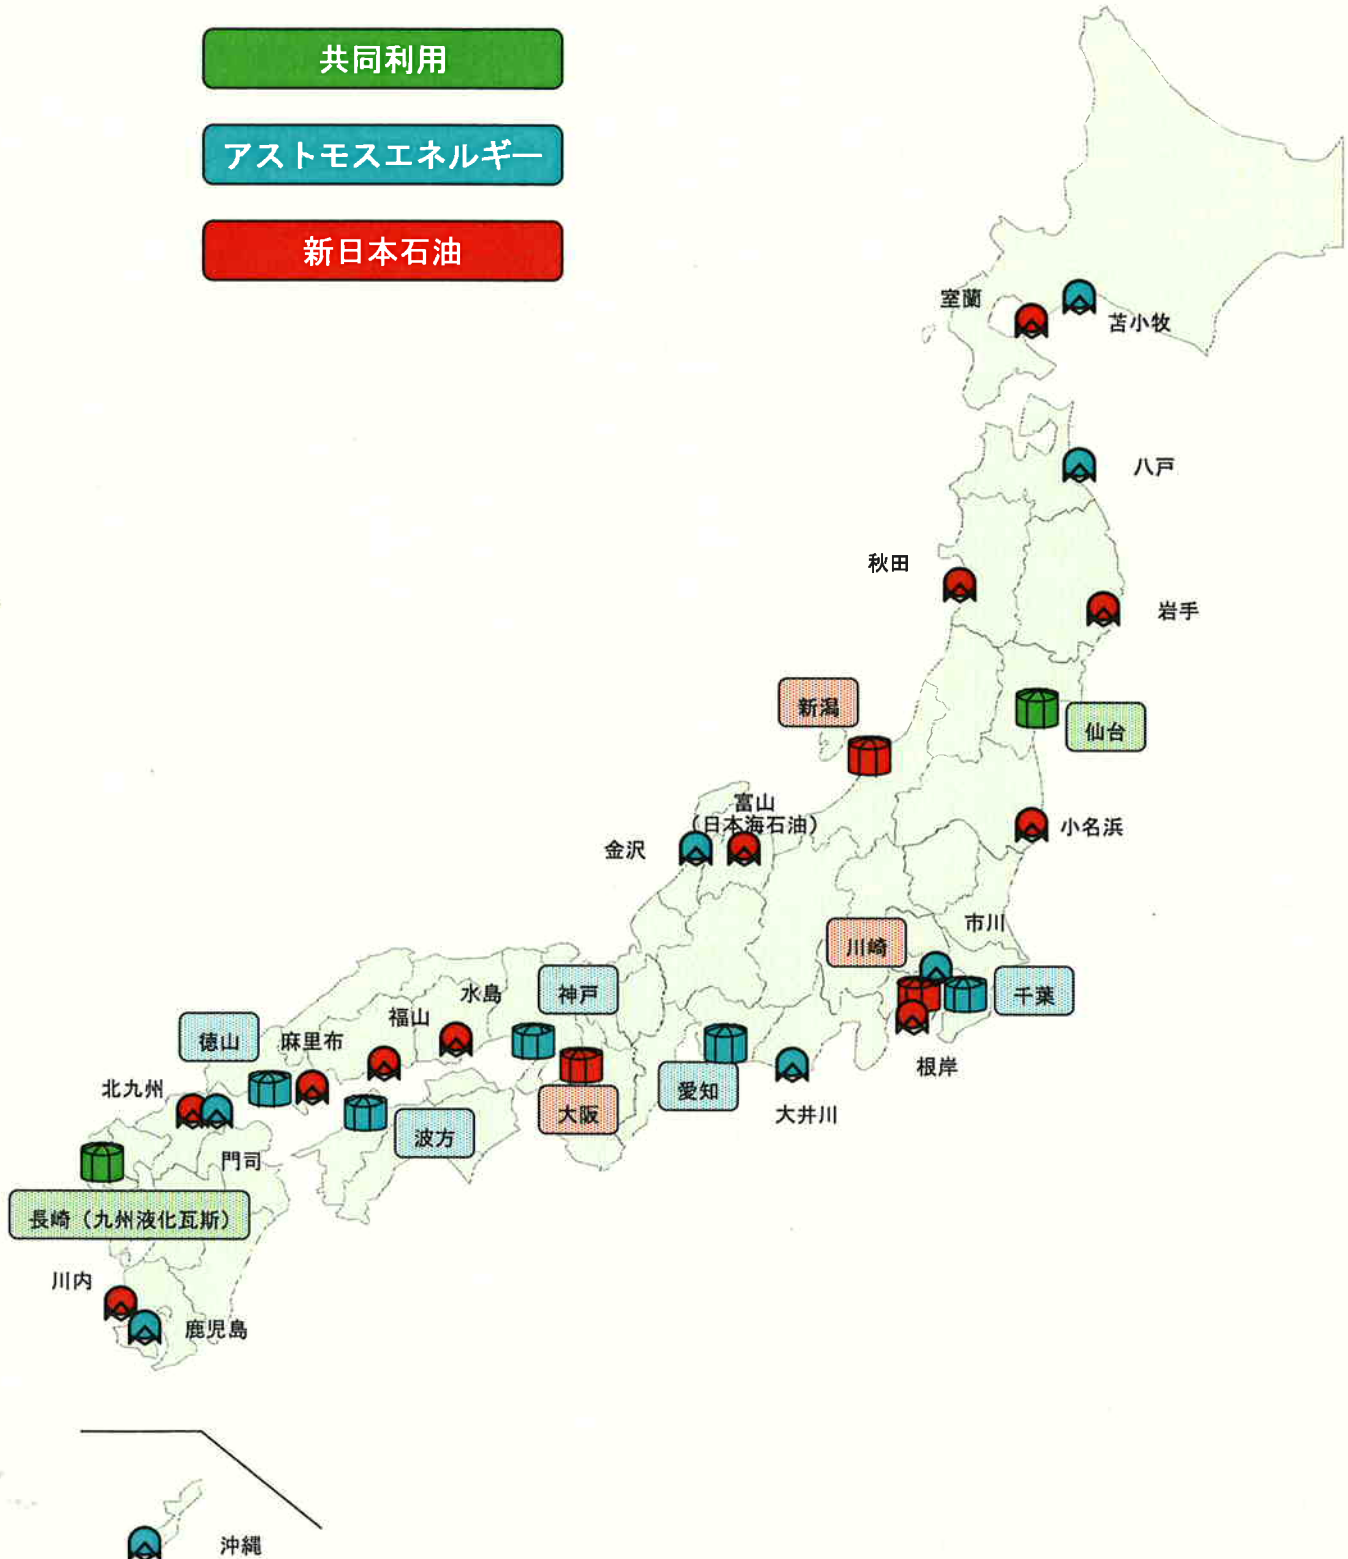 共同利用
アストモスエネルギー
新日本石油
室蘭
苫小牧
八戸
秋田
岩手
新潟
仙台
富山
（日本海石油）
小名浜
金沢
市川
川崎
千葉
水島
神戸
福山
徳山
麻里布
根岸
北九州
愛知
大阪
大井川
波方
門司
長崎（九州液化瓦斯）
川内
鹿児島
沖縄